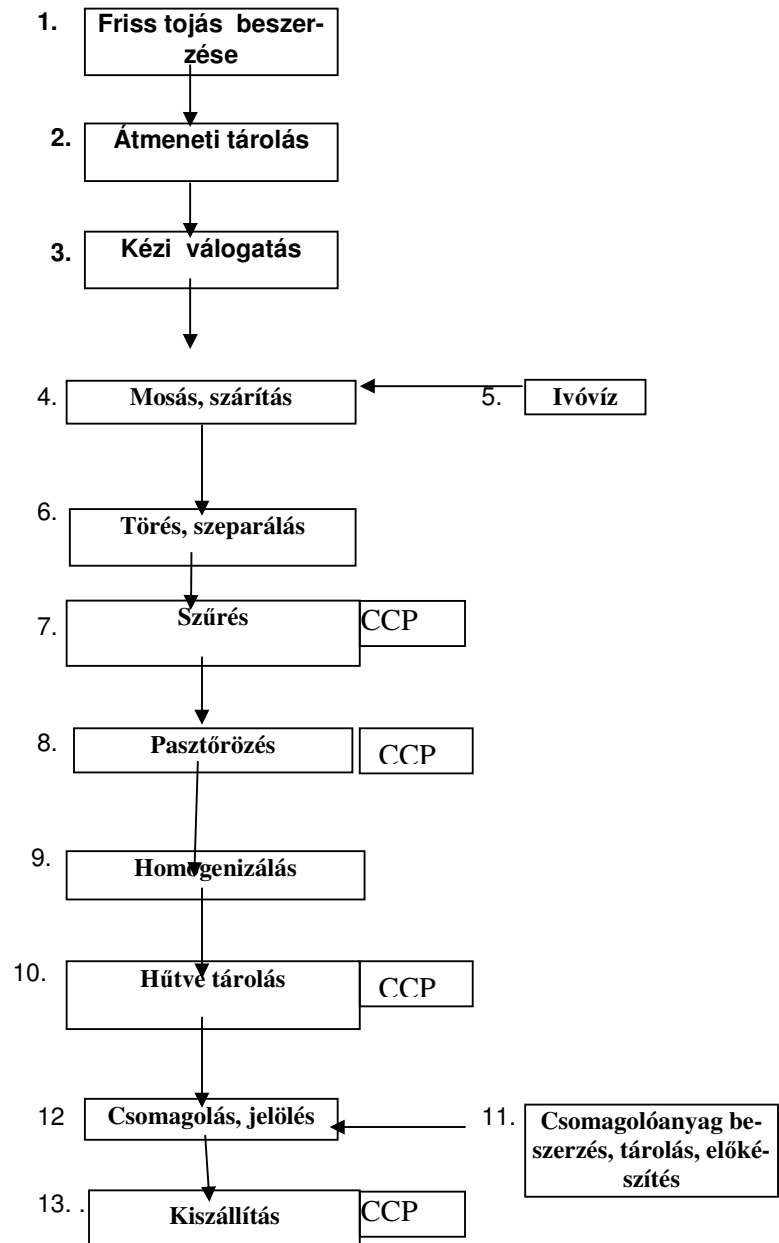 1. Friss tojás beszer-
zése
2. Átmeneti tárolás
3. Kézi válogatás
4. Mosás, szárítás
5. Ivóvíz
6. Törés, szeparálás
7. Szűrés CCP
8. Pasztőrözés CCP
9. Homogenizálás
10. Hűtve tárolás CCP
12 Csomagolás, jelölés
11. Csomagolóanyag be-
szerzés, tárolás, előké-
szítés
13. . Kiszállítás CCP